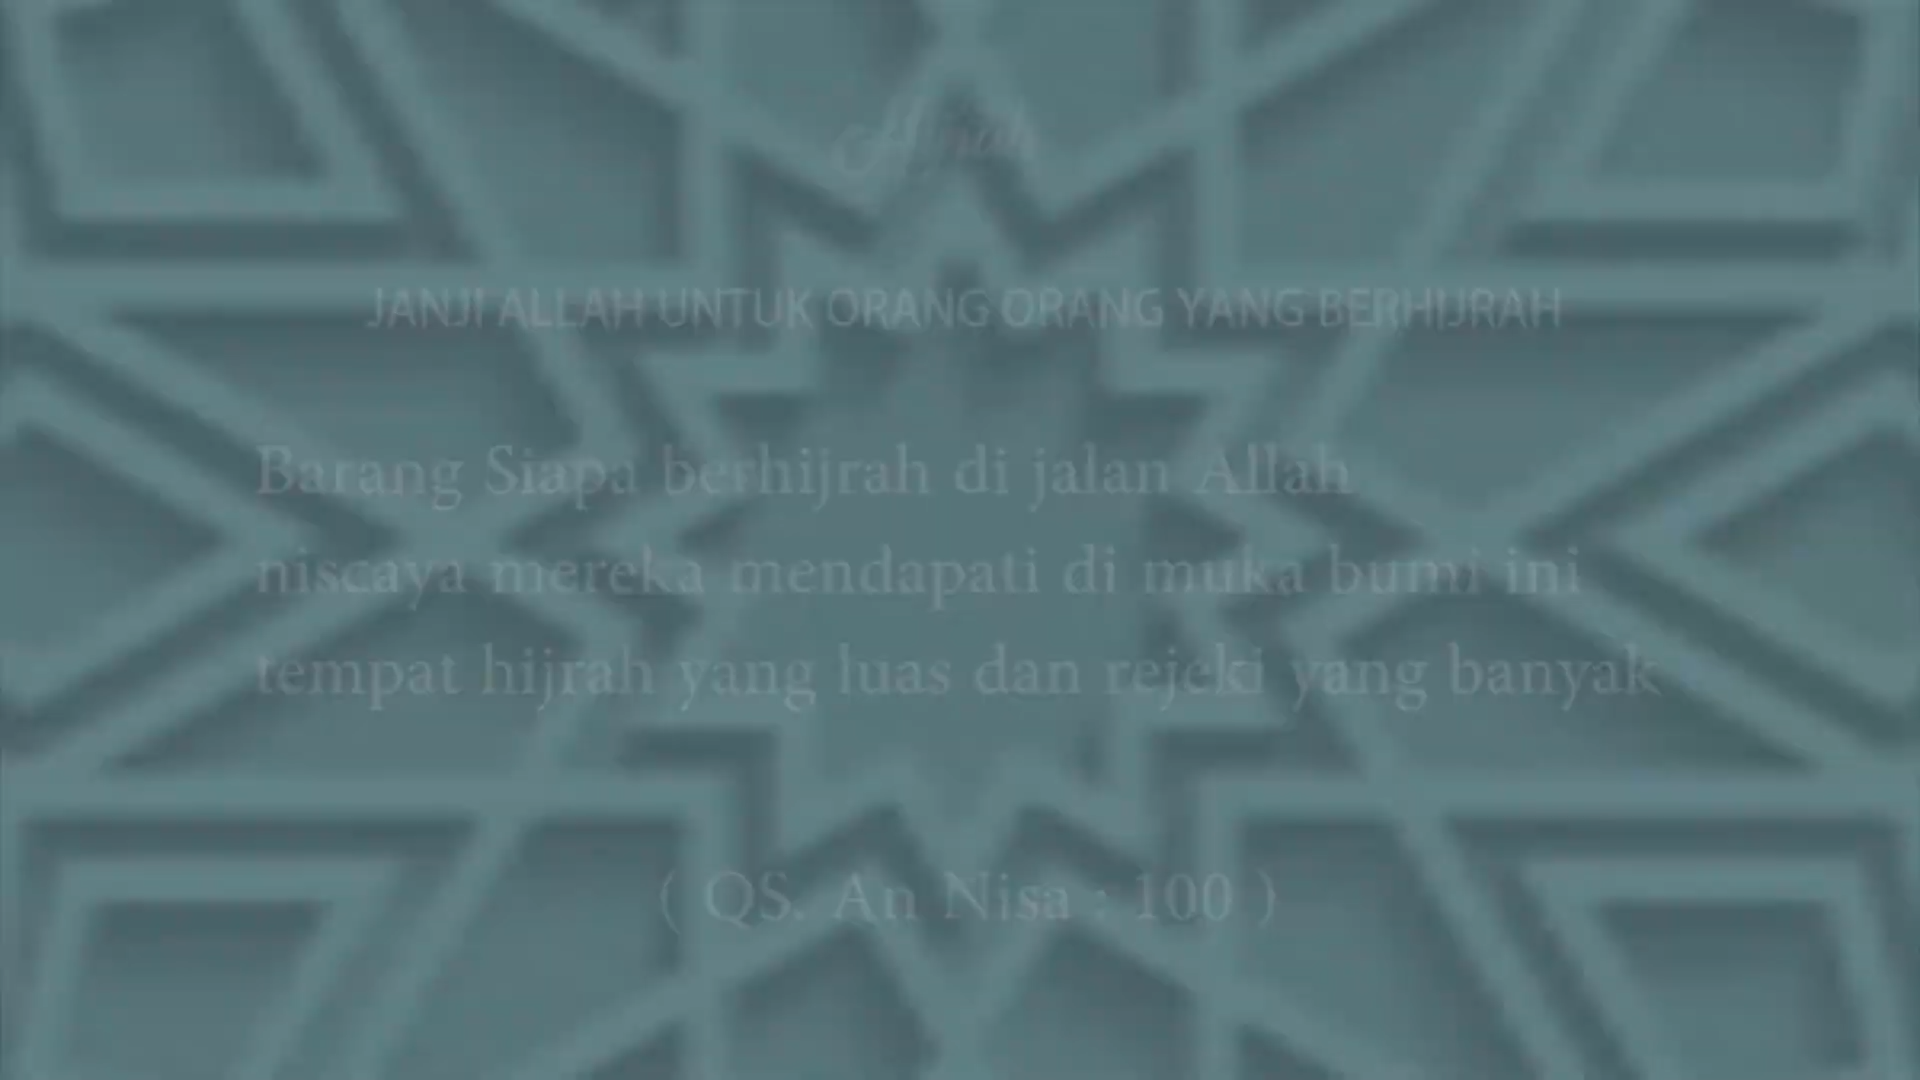 Hijrah
JANJI ALLAH UNTUK ORANG ORANG YANG BERHIJRAH
Barang Siapa berhijrah di jalan Allah
niscaya mereka mendapati di muka bumi ini
tempat hijrah yang luas dan rejeki yang banyak
( QS. An Nisa : 100 )